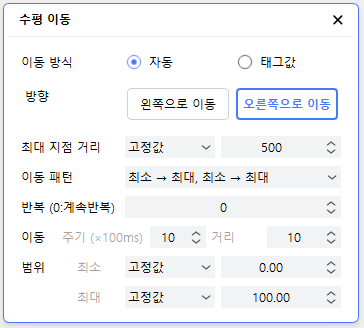 수평 이동
이동 방식 자동 태그값
방향 왼쪽으로 이동 오른쪽으로 이동
최대 지점 거리 고정값 500
이동 패턴 최소 → 최대, 최소 → 최대
반복 (0:계속반복) 0
이동 주기 (×100ms) 10 거리 10
범위 최소 고정값 0.00
최대 고정값 100.00